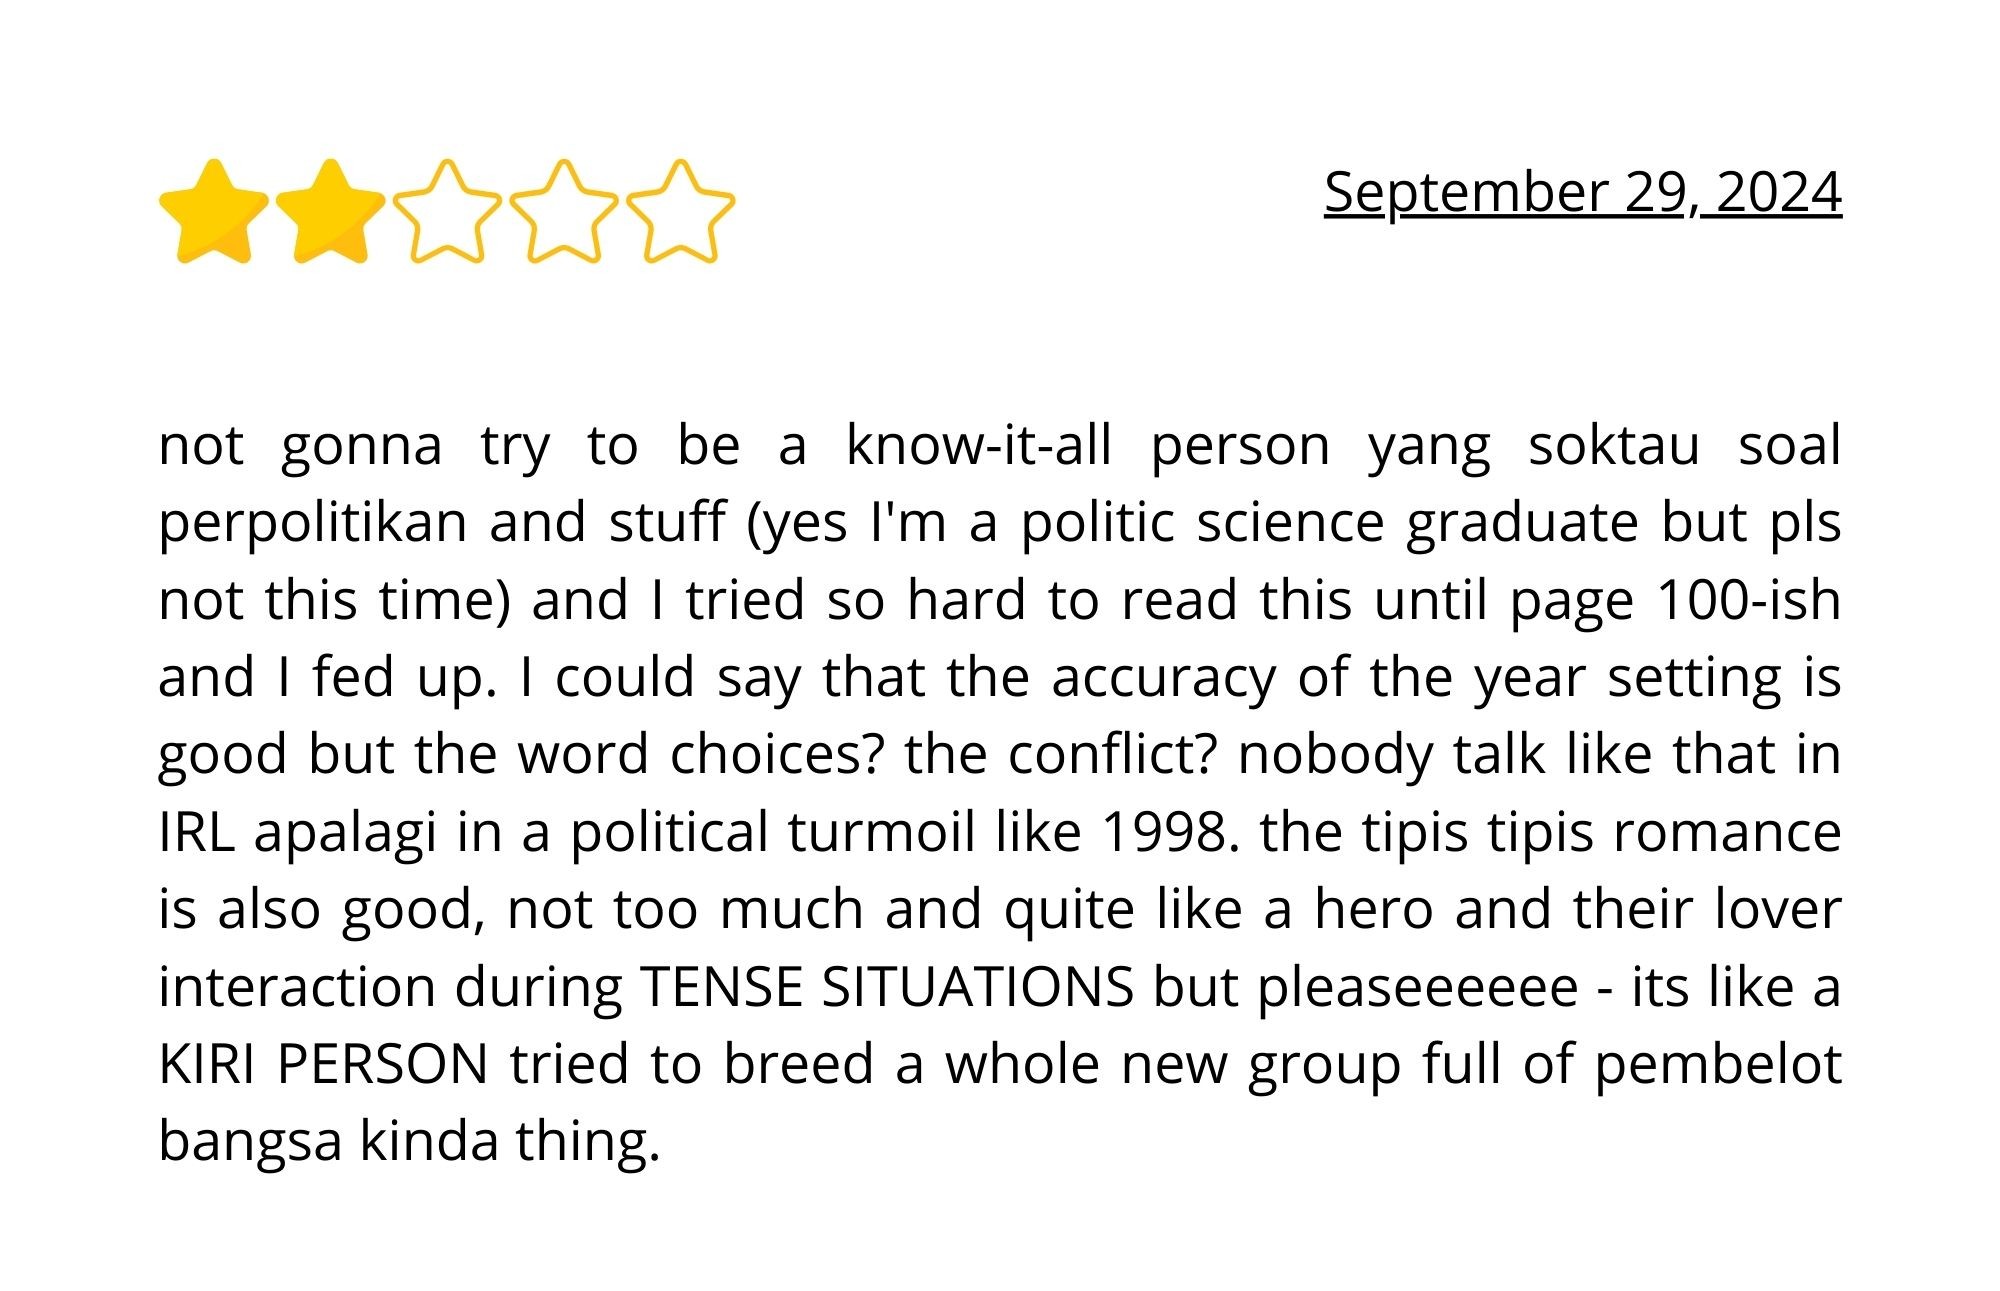 September 29, 2024
not gonna try to be a know-it-all person yang soktau soal
perpolitikan and stuff (yes I'm a politic science graduate but pls
not this time) and I tried so hard to read this until page 100-ish
and I fed up. I could say that the accuracy of the year setting is
good but the word choices? the conflict? nobody talk like that in
IRL apalagi in a political turmoil like 1998. the tipis tipis romance
is also good, not too much and quite like a hero and their lover
interaction during TENSE SITUATIONS but pleaseeeeee - its like a
KIRI PERSON tried to breed a whole new group full of pembelot
bangsa kinda thing.